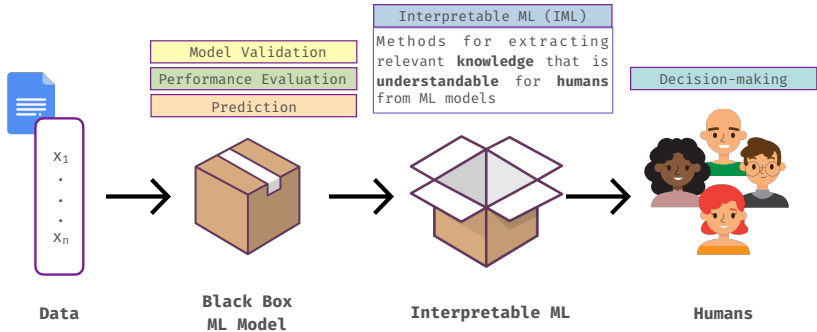 Interpretable ML (IML)
Methods for extracting
relevant knowledge that is
understandable for humans
from ML models
Model Validation
Performance Evaluation
Prediction
Decision-making
x1
.
.
.
xn
Data
Black Box
ML Model
Interpretable ML
Humans